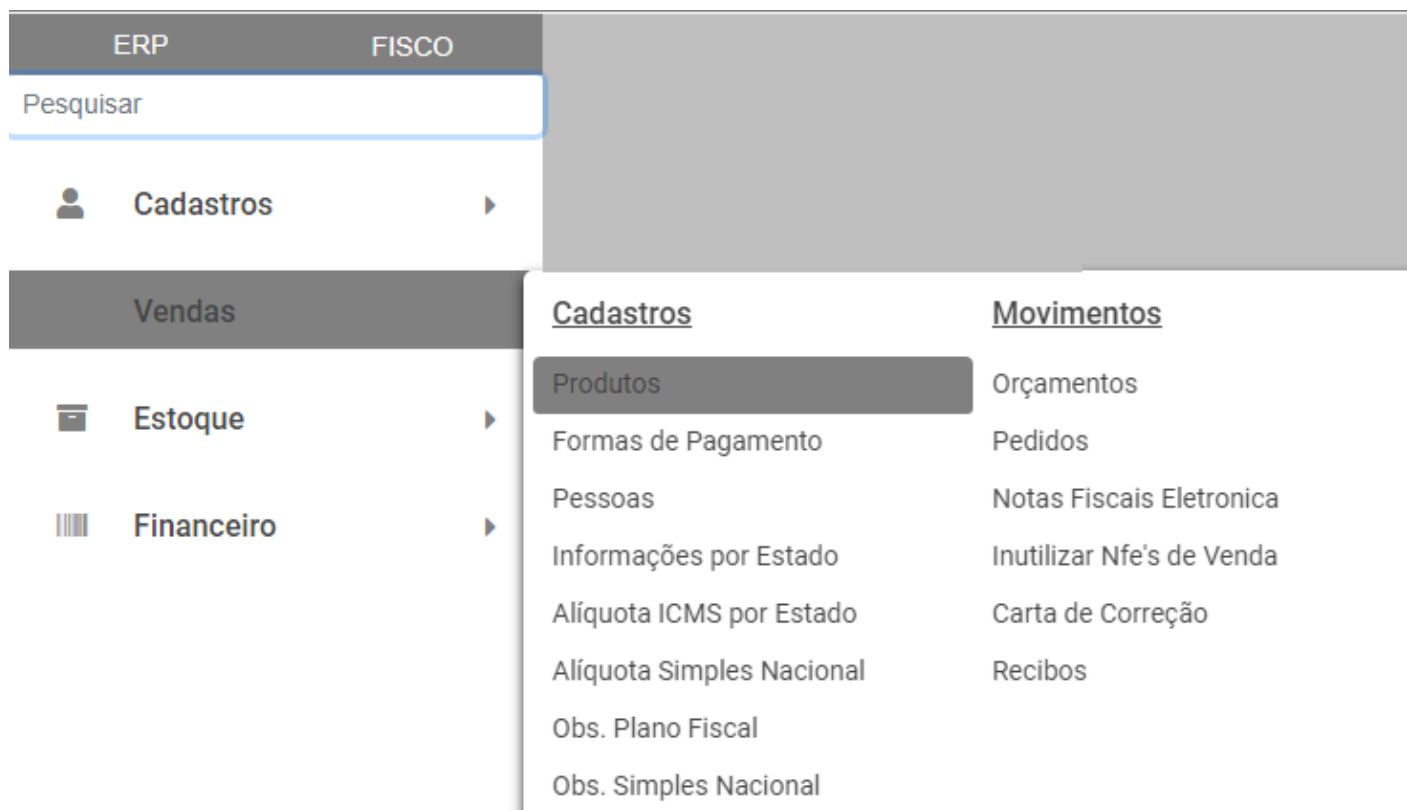 ERP FISCO
Pesquisar
Cadastros
Vendas
Estoque
Financeiro
Cadastros
Produtos
Formas de Pagamento
Pessoas
Informações por Estado
Alíquota ICMS por Estado
Alíquota Simples Nacional
Obs. Plano Fiscal
Obs. Simples Nacional
Movimentos
Orçamentos
Pedidos
Notas Fiscais Eletronica
Inutilizar Nfe's de Venda
Carta de Correção
Recibos